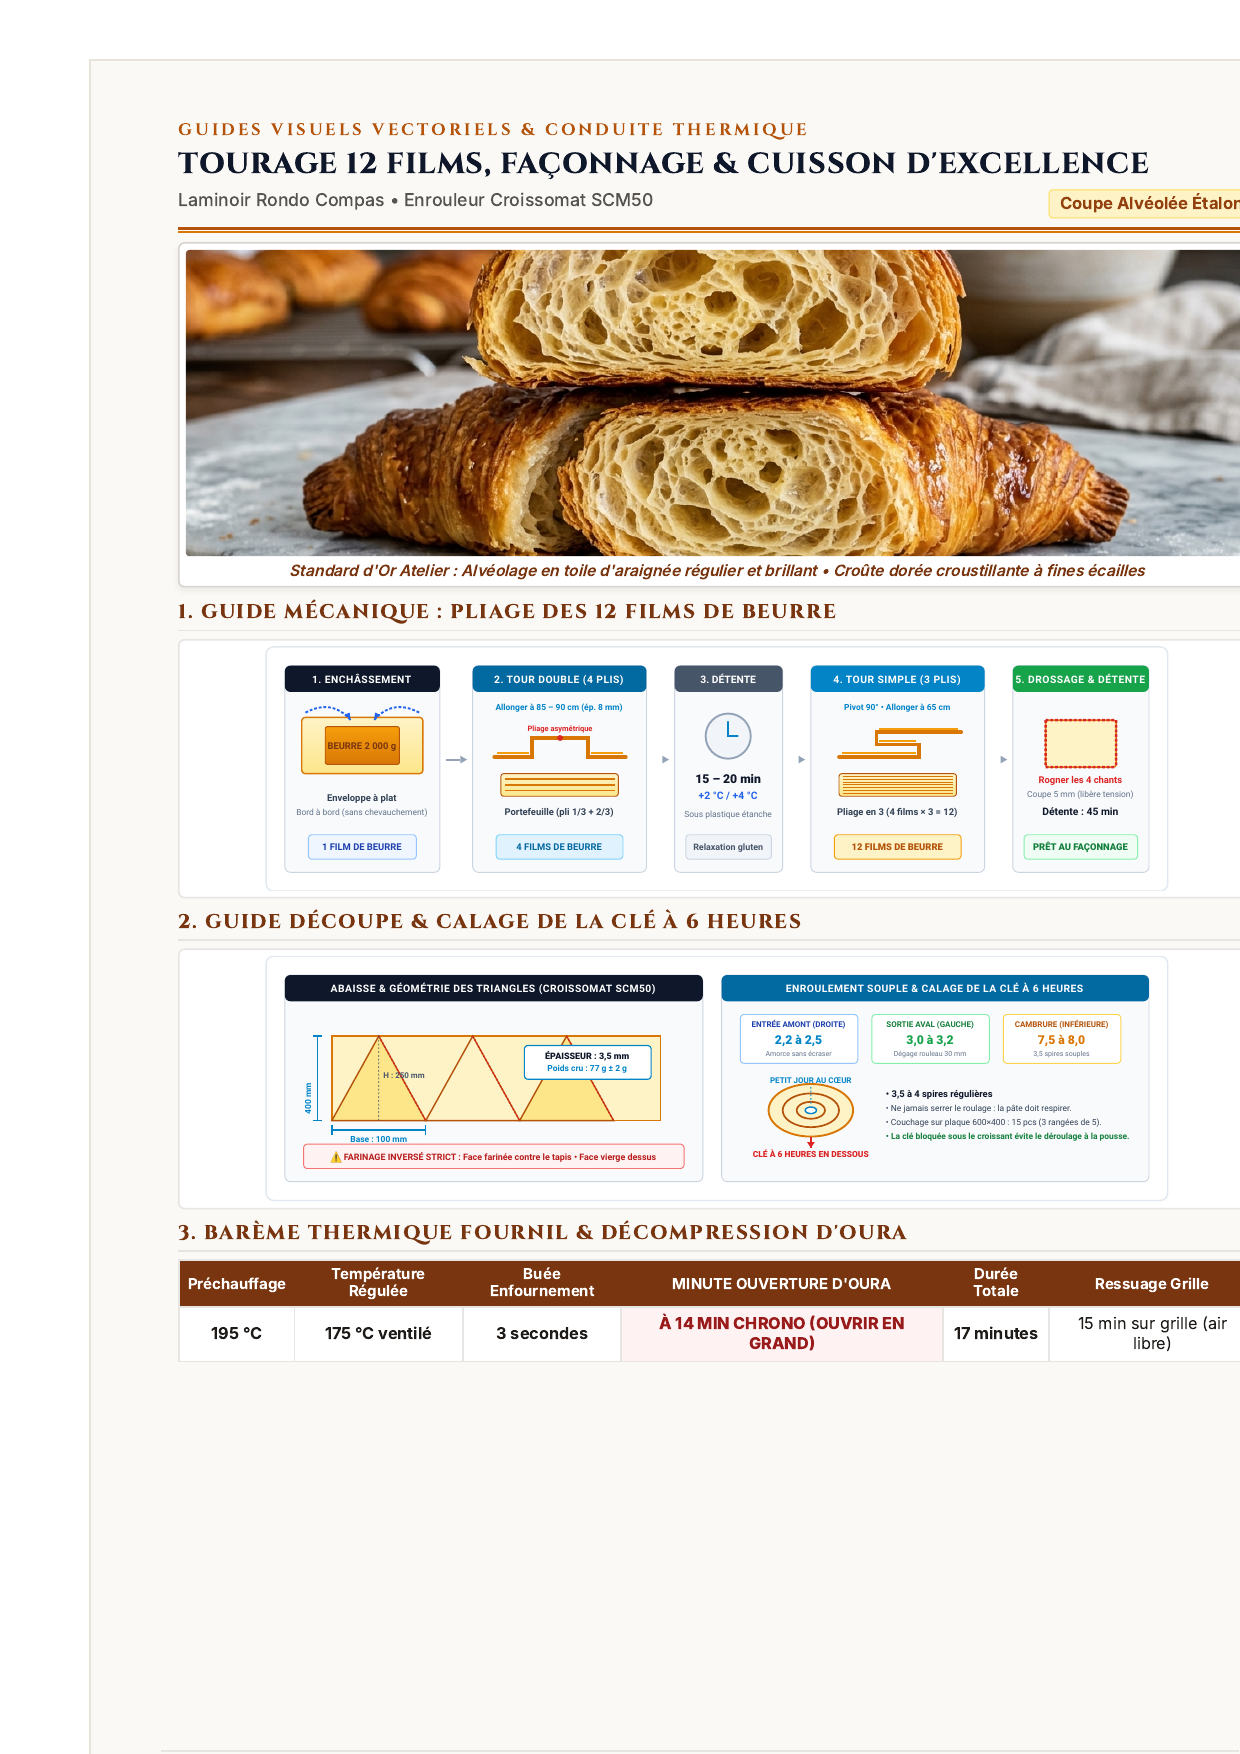 GUIDES VISUELS VECTORIELS & CONDUITE THERMIQUE
TOURAGE 12 FILMS, FAÇONNAGE & CUISSON D'EXCELLENCE
Laminoir Rondo Compas • Enrouleur Croissomat SCM50
Coupe Alvéolée Étalon
Standard d'Or Atelier : Alvéolage en toile d'araignée régulier et brillant • Croûte dorée croustillante à fines écailles
1. GUIDE MÉCANIQUE : PLIAGE DES 12 FILMS DE BEURRE
1. ENCHÂSSEMENT
BEURRE 2 000 g
Enveloppe à plat
Bord à bord (sans chevauchement)
1 FILM DE BEURRE
2. TOUR DOUBLE (4 PLIS)
Allonger à 85 – 90 cm (ép. 8 mm)
Pliage asymétrique
Portefeuille (pli 1/3 + 2/3)
4 FILMS DE BEURRE
3. DÉTENTE
15 – 20 min
+2 °C / +4 °C
Sous plastique étanche
Relaxation gluten
4. TOUR SIMPLE (3 PLIS)
Pivot 90° • Allonger à 65 cm
Pliage en 3 (4 films × 3 = 12)
12 FILMS DE BEURRE
5. DROSSAGE & DÉTENTE
Rogner les 4 chants
Coupe 5 mm (libère tension)
Détente : 45 min
PRÊT AU FAÇONNAGE
2. GUIDE DÉCOUPE & CALAGE DE LA CLÉ À 6 HEURES
ABAISSE & GÉOMÉTRIE DES TRIANGLES (CROISSOMAT SCM50)
400 mm
H : 260 mm
ÉPAISSEUR : 3,5 mm
Poids cru : 77 g ± 2 g
Base : 100 mm
⚠️ FARINAGE INVERSÉ STRICT : Face farinée contre le tapis • Face vierge dessus
ENROULEMENT SOUPLE & CALAGE DE LA CLÉ À 6 HEURES
ENTRÉE AMONT (DROITE)
2,2 à 2,5
Amorce sans écraser
SORTIE AVAL (GAUCHE)
3,0 à 3,2
Dégage rouleau 30 mm
CAMBRURE (INFÉRIEURE)
7,5 à 8,0
3,5 spires souples
PETIT JOUR AU CŒUR
CLÉ À 6 HEURES EN DESSOUS
• 3,5 à 4 spires régulières
• Ne jamais serrer le roulage : la pâte doit respirer.
• Couchage sur plaque 600×400 : 15 pcs (3 rangées de 5).
• La clé bloquée sous le croissant évite le déroulage à la pousse.
3. BARÈME THERMIQUE FOURNIL & DÉCOMPRESSION D'OURA
Préchauffage
Température
Régulée
Buée
Enfournement
MINUTE OUVERTURE D'OURA
Durée
Totale
Ressuage Grille
195 °C
175 °C ventilé
3 secondes
À 14 MIN CHRONO (OUVRIR EN
GRAND)
17 minutes
15 min sur grille (air
libre)